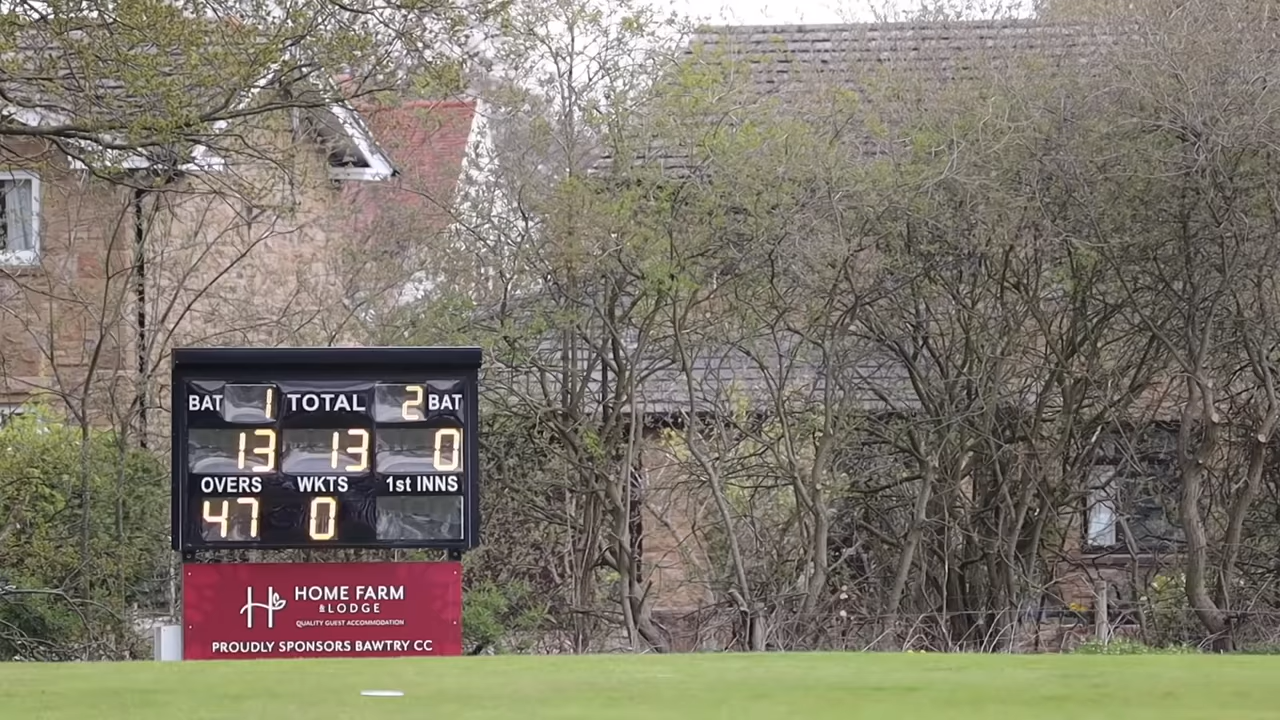 BAT 1 TOTAL 2 BAT
13 13 0
OVERS WKTS 1st INNS
47 0
HOME FARM
& LODGE
QUALITY GUEST ACCOMMODATION
PROUDLY SPONSORS BAWTRY CC